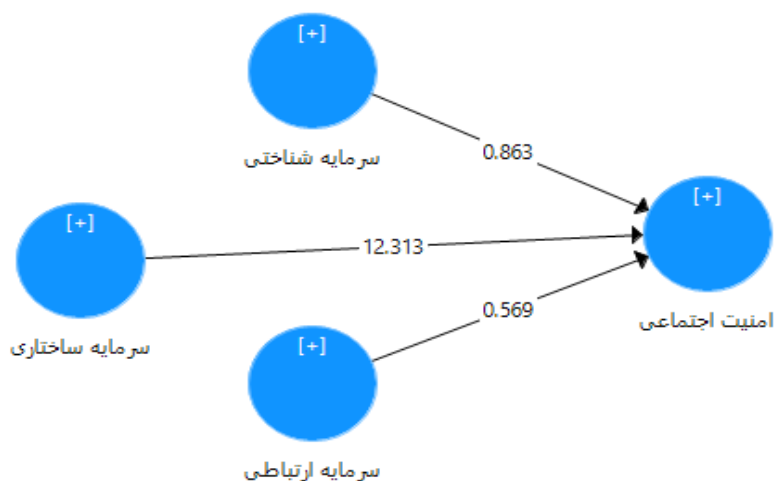 [+]
سرمایه شناختی
0.863
[+]
امنیت اجتماعی
[+]
سرمایه ساختاری
12.313
0.569
[+]
سرمایه ارتباطی